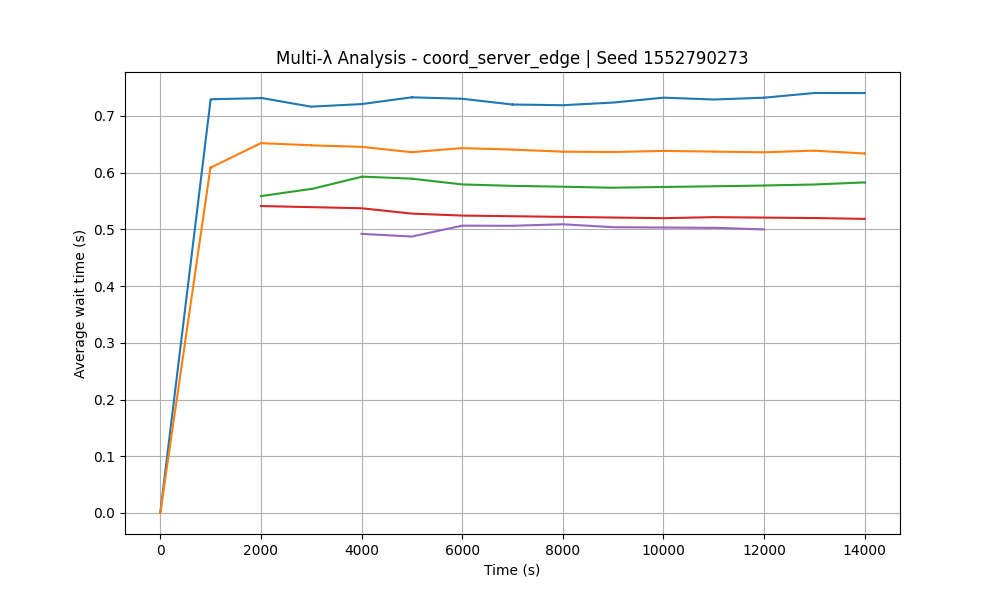 Multi-λ Analysis - coord_server_edge | Seed 1552790273
Average wait time (s)
0.7
0.6
0.5
0.4
0.3
0.2
0.1
0.0
0 2000 4000 6000 8000 10000 12000 14000
Time (s)